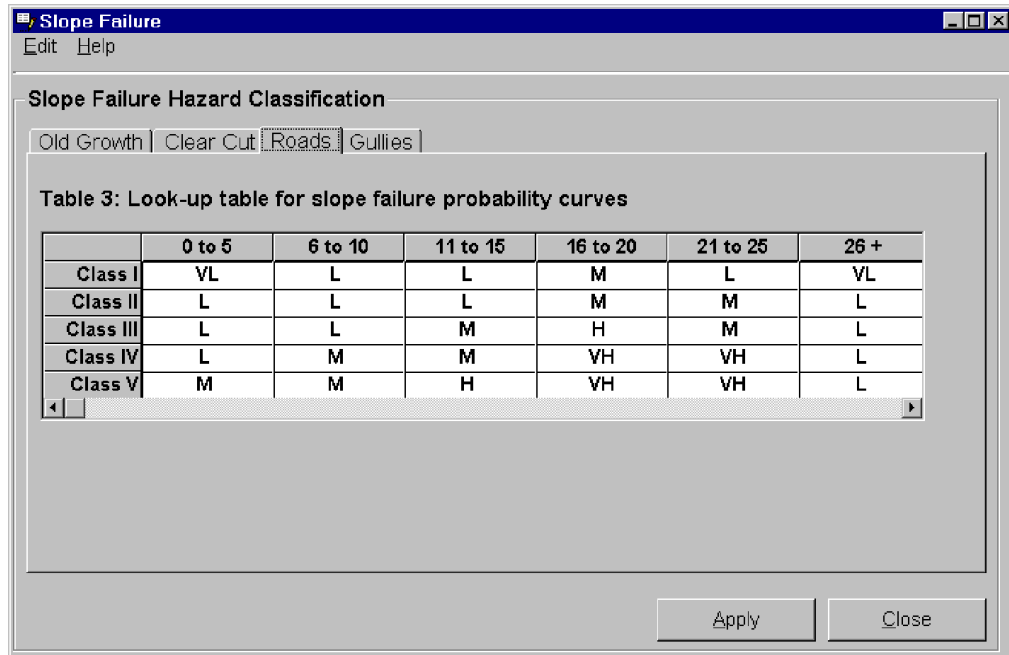 Slope Failure
Edit Help
Slope Failure Hazard Classification
Old Growth Clear Cut Roads Gullies
Table 3: Look-up table for slope failure probability curves
0 to 5 6 to 10 11 to 15 16 to 20 21 to 25 26 +
Class I VL L L M L VL
Class II L L L M M L
Class III L L M H M L
Class IV L M M VH VH L
Class V M M H VH VH L
Apply Close